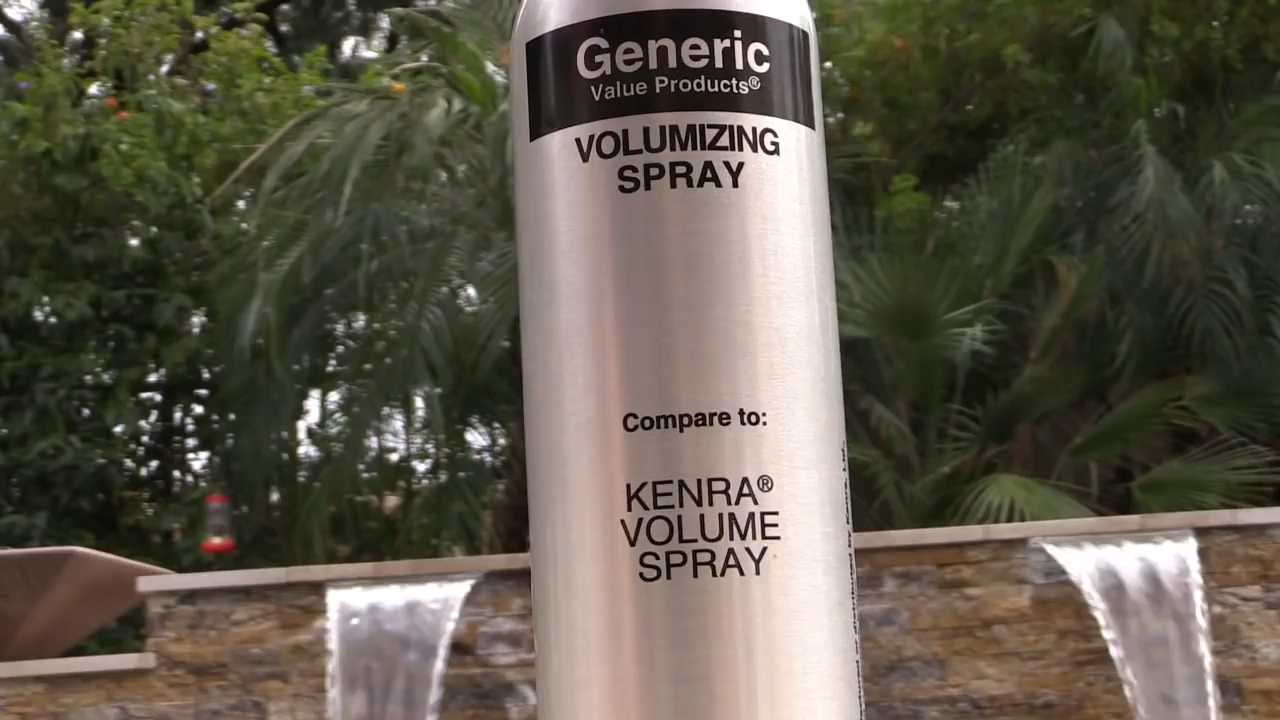 Generic
Value Products®
VOLUMIZING
SPRAY
Compare to:
KENRA®
VOLUME
SPRAY